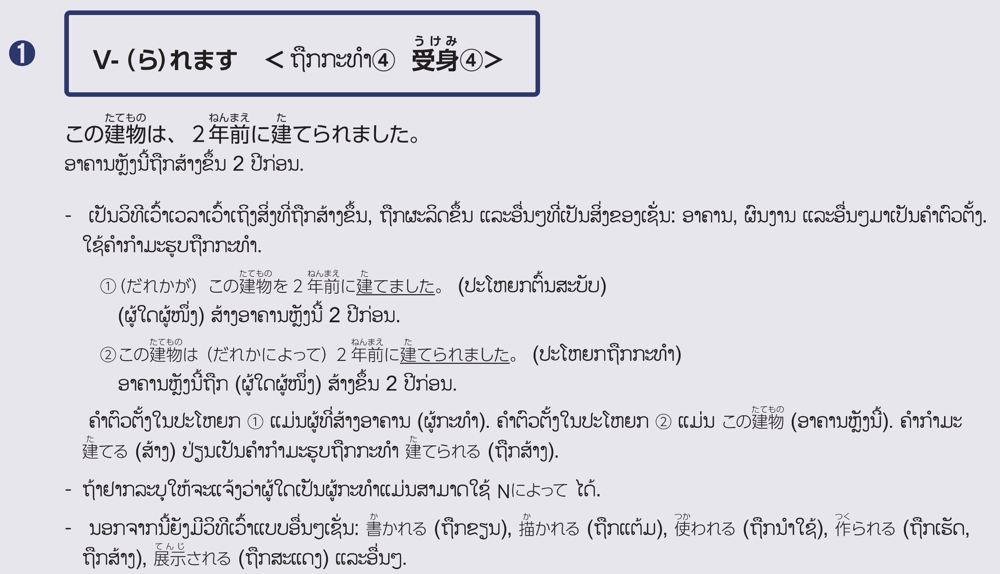 ❶ V-（ら）れます ＜ຖືກກະທຳ④ 受身④＞
うけみ
たてもの ねんまえ た
この建物は、２年前に建てられました。
ອາຄານຫຼັງນີ້ຖືກສ້າງຂຶ້ນ 2 ປີກ່ອນ.
- ເປັນວິທີເວົ້າເວລາເວົ້າເຖິງສິ່ງທີ່ຖືກສ້າງຂຶ້ນ, ຖືກຜະລິດຂຶ້ນ ແລະອື່ນໆທີ່ເປັນສິ່ງຂອງເຊັ່ນ: ອາຄານ, ຜົນງານ ແລະອື່ນໆມາເປັນຄຳຕົວຕັ້ງ.
ໃຊ້ຄຳກຳມະຮູບຖືກກະທຳ.
たてもの ねんまえ た
①（だれかが）この建物を２年前に建てました。 (ປະໂຫຍກຕົ້ນສະບັບ)
(ຜູ້ໃດຜູ້ໜຶ່ງ) ສ້າງອາຄານຫຼັງນີ້ 2 ປີກ່ອນ.
たてもの ねんまえ た
②この建物は（だれかによって）２年前に建てられました。 (ປະໂຫຍກຖືກກະທຳ)
ອາຄານຫຼັງນີ້ຖືກ (ຜູ້ໃດຜູ້ໜຶ່ງ) ສ້າງຂຶ້ນ 2 ປີກ່ອນ.
たてもの
ຄຳຕົວຕັ້ງໃນປະໂຫຍກ ① ແມ່ນຜູ້ທີ່ສ້າງອາຄານ (ຜູ້ກະທຳ). ຄຳຕົວຕັ້ງໃນປະໂຫຍກ ② ແມ່ນ この建物 (ອາຄານຫຼັງນີ້). ຄຳກຳມະ
た た
建てる (ສ້າງ) ປ່ຽນເປັນຄຳກຳມະຮູບຖືກກະທຳ 建てられる (ຖືກສ້າງ).
- ຖ້າຢາກລະບຸໃຫ້ຈະແຈ້ງວ່າຜູ້ໃດເປັນຜູ້ກະທຳແມ່ນສາມາດໃຊ້ Nによって ໄດ້.
か か つか つく
- ນອກຈາກນີ້ຍັງມີວິທີເວົ້າແບບອື່ນໆເຊັ່ນ: 書かれる (ຖືກຂຽນ), 描かれる (ຖືກແຕ້ມ), 使われる (ຖືກນຳໃຊ້), 作られる (ຖືກເຮັດ,
てんじ
ຖືກສ້າງ), 展示される (ຖືກສະແດງ) ແລະອື່ນໆ.